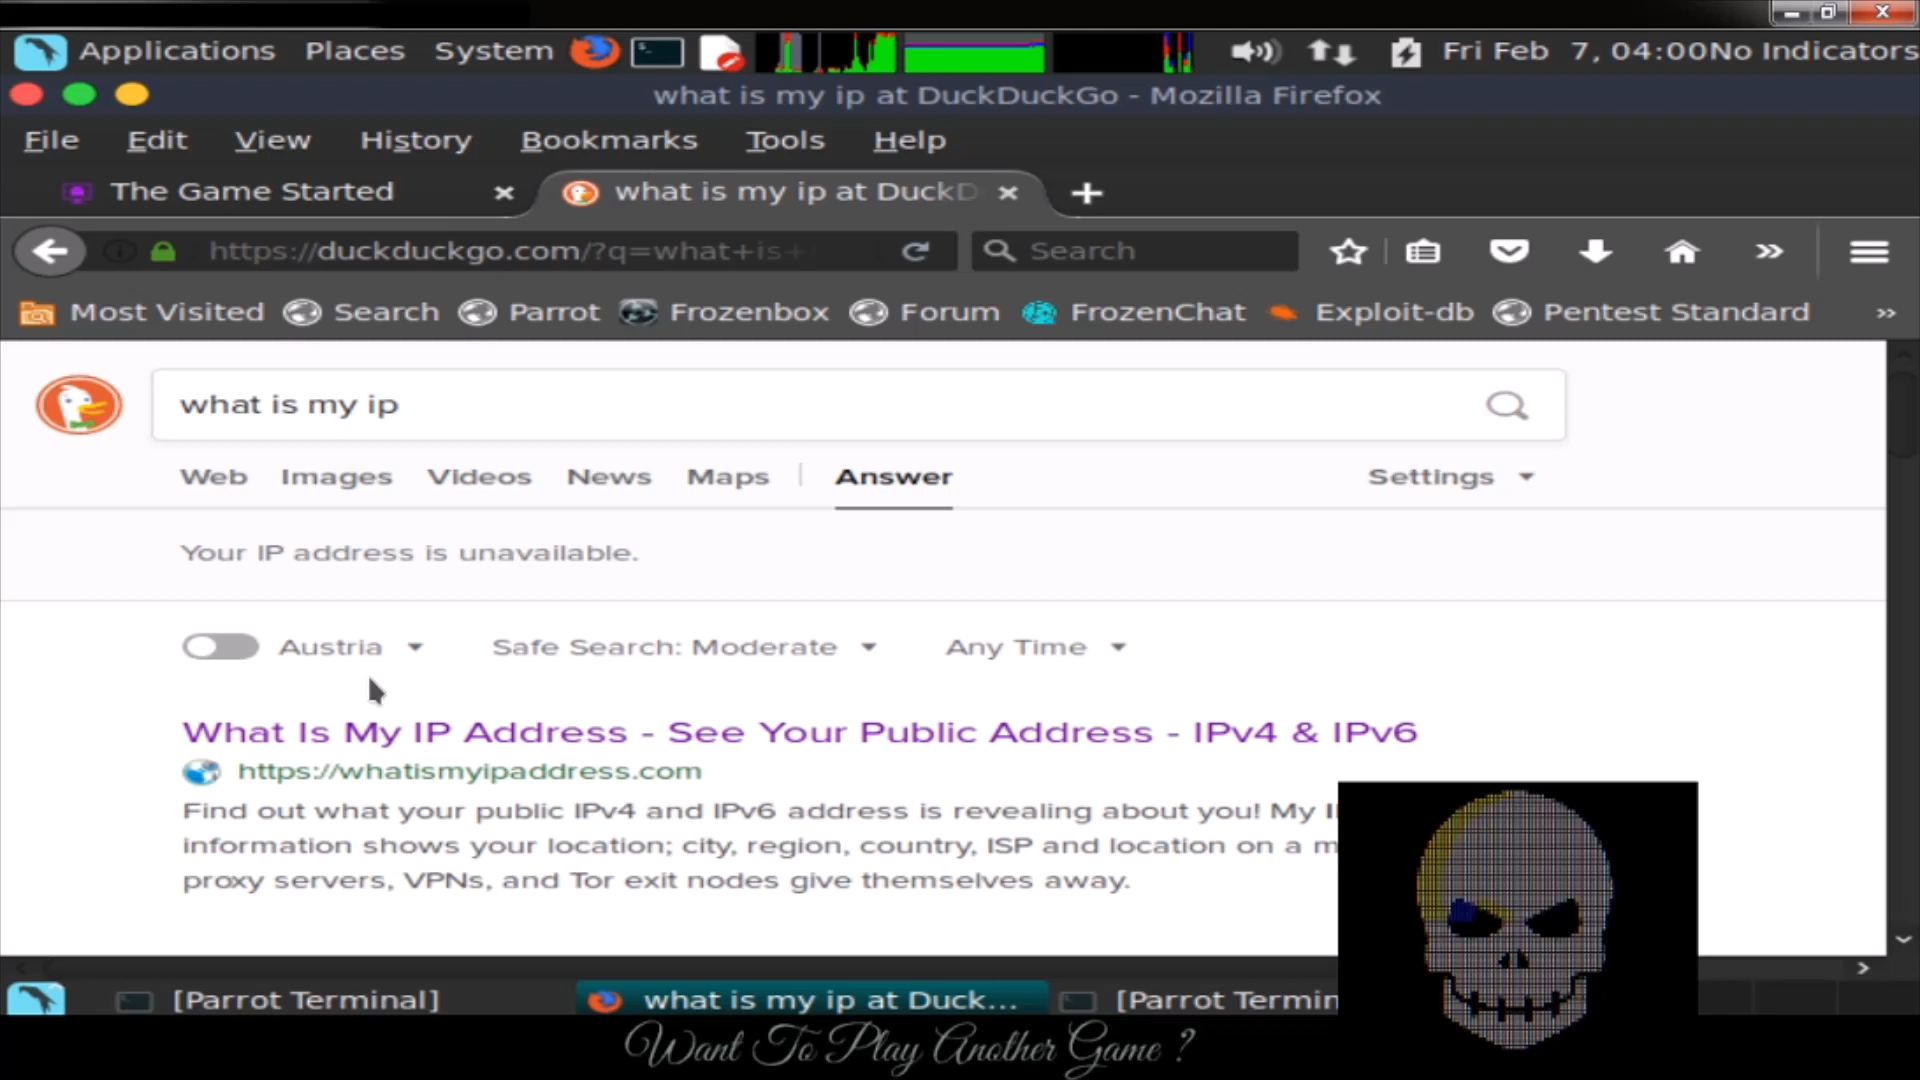 Applications Places System Fri Feb 7, 04:00No Indicators
what is my ip at DuckDuckGo - Mozilla Firefox
File Edit View History Bookmarks Tools Help
The Game Started what is my ip at DuckD
https://duckduckgo.com/?q=what+is+ Search
Most Visited Search Parrot Frozenbox Forum FrozenChat Exploit-db Pentest Standard
what is my ip
Web Images Videos News Maps Answer Settings
Your IP address is unavailable.
Austria Safe Search: Moderate Any Time
What Is My IP Address - See Your Public Address - IPv4 & IPv6
https://whatismyipaddress.com
Find out what your public IPv4 and IPv6 address is revealing about you! My I
information shows your location; city, region, country, ISP and location on a m
proxy servers, VPNs, and Tor exit nodes give themselves away.
[Parrot Terminal] what is my ip at Duck... [Parrot Termin
Want To Play Another Game ?